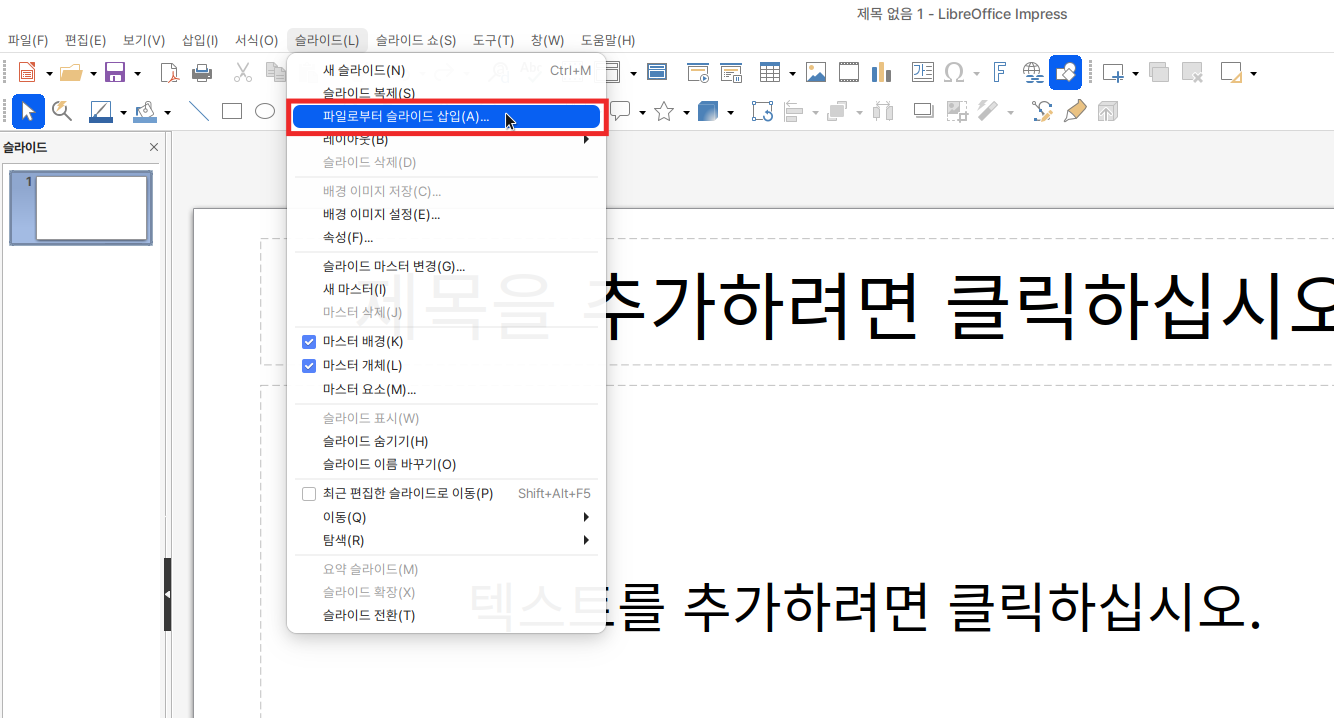 제목 없음 1 - LibreOffice Impress
파일(F) 편집(E) 보기(V) 삽입(I) 서식(O) 슬라이드(L) 슬라이드 쇼(S) 도구(T) 창(W) 도움말(H)
새 슬라이드(N) Ctrl+M
슬라이드 복제(S)
파일로부터 슬라이드 삽입(A)...
레이아웃(B)
슬라이드 삭제(D)
배경 이미지 저장(C)...
배경 이미지 설정(E)...
속성(F)...
슬라이드 마스터 변경(G)...
새 마스터(I)
마스터 삭제(J)
마스터 배경(K)
마스터 개체(L)
마스터 요소(M)...
슬라이드 표시(W)
슬라이드 숨기기(H)
슬라이드 이름 바꾸기(O)
최근 편집한 슬라이드로 이동(P) Shift+Alt+F5
이동(Q)
탐색(R)
요약 슬라이드(M)
슬라이드 확장(X)
슬라이드 전환(T)
슬라이드
1
제목을 추가하려면 클릭하십시오
텍스트를 추가하려면 클릭하십시오.